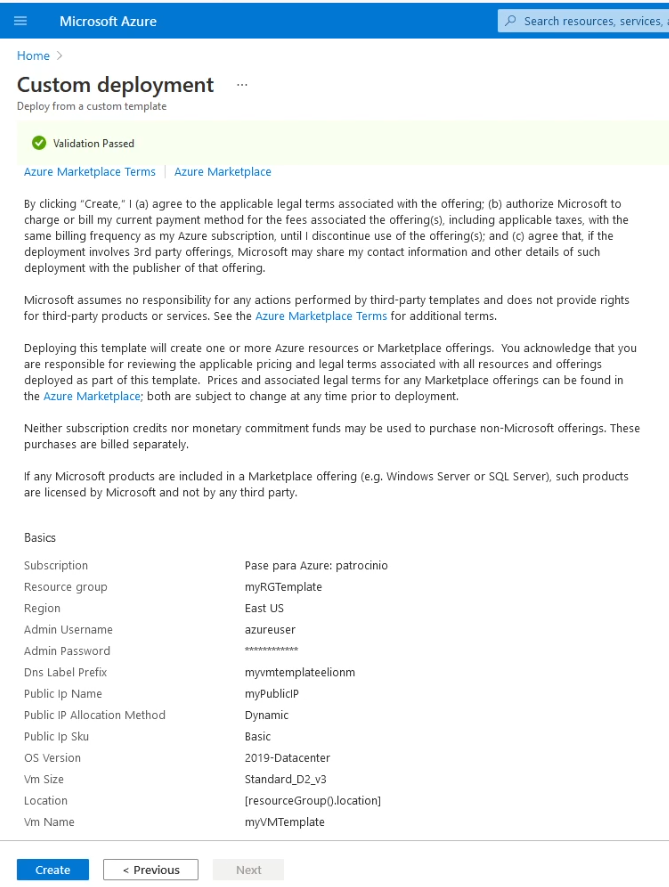 Microsoft Azure
Search resources, services,
Home >
Custom deployment ...
Deploy from a custom template
Validation Passed
Azure Marketplace Terms | Azure Marketplace
By clicking "Create," I (a) agree to the applicable legal terms associated with the offering; (b) authorize Microsoft to
charge or bill my current payment method for the fees associated the offering(s), including applicable taxes, with the
same billing frequency as my Azure subscription, until I discontinue use of the offering(s); and (c) agree that, if the
deployment involves 3rd party offerings, Microsoft may share my contact information and other details of such
deployment with the publisher of that offering.
Microsoft assumes no responsibility for any actions performed by third-party templates and does not provide rights
for third-party products or services. See the Azure Marketplace Terms for additional terms.
Deploying this template will create one or more Azure resources or Marketplace offerings.  You acknowledge that you
are responsible for reviewing the applicable pricing and legal terms associated with all resources and offerings
deployed as part of this template.  Prices and associated legal terms for any Marketplace offerings can be found in
the Azure Marketplace; both are subject to change at any time prior to deployment.
Neither subscription credits nor monetary commitment funds may be used to purchase non-Microsoft offerings. These
purchases are billed separately.
If any Microsoft products are included in a Marketplace offering (e.g. Windows Server or SQL Server), such products
are licensed by Microsoft and not by any third party.
Basics
Subscription Pase para Azure: patrocinio
Resource group myRGTemplate
Region East US
Admin Username azureuser
Admin Password ************
Dns Label Prefix myvmtemplateelionm
Public Ip Name myPublicIP
Public IP Allocation Method Dynamic
Public Ip Sku Basic
OS Version 2019-Datacenter
Vm Size Standard_D2_v3
Location [resourceGroup().location]
Vm Name myVMTemplate
Create < Previous Next